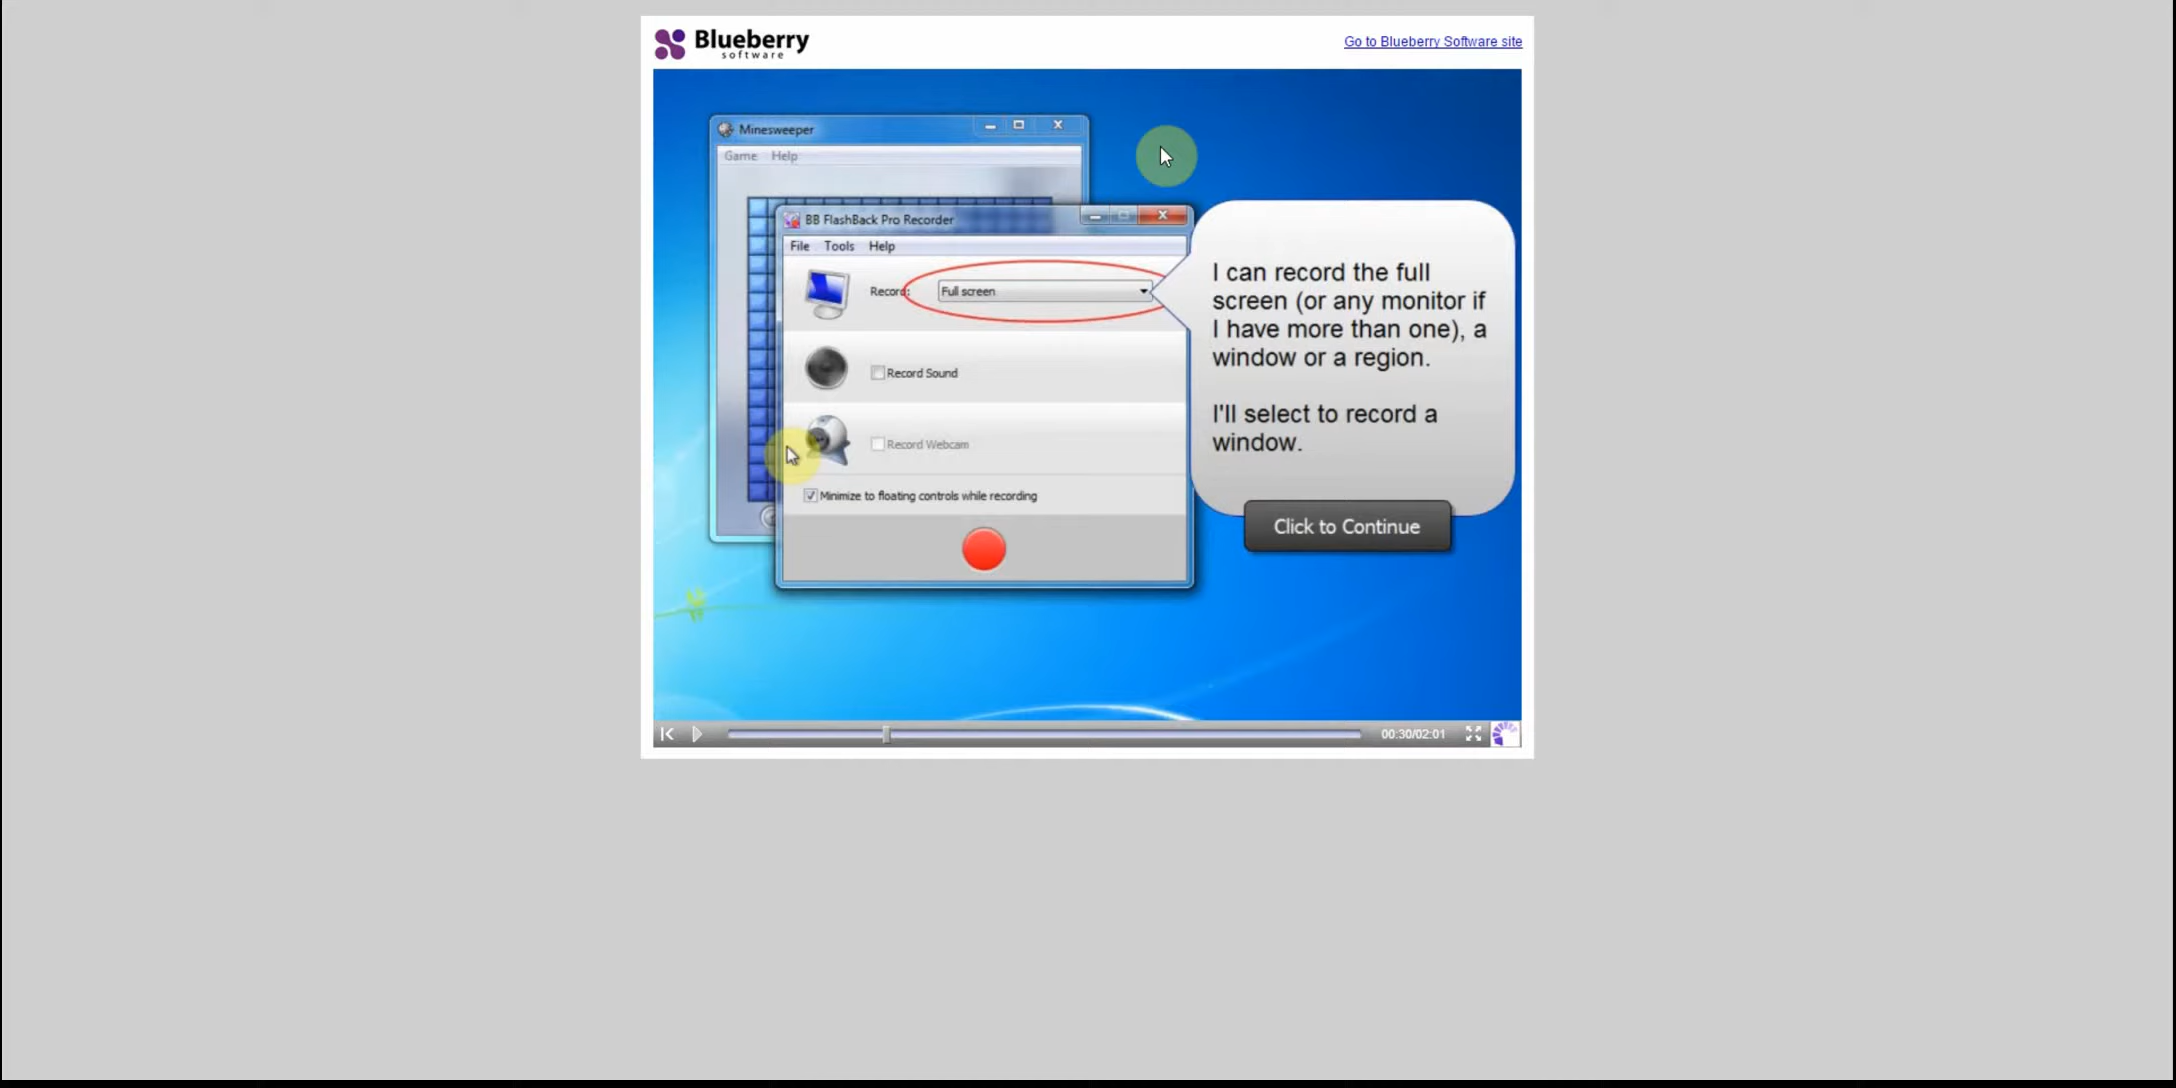 Blueberry
software
Go to Blueberry Software site
Minesweeper
Game Help
BB FlashBack Pro Recorder
File Tools Help
Record: Full screen
Record Sound
Record Webcam
Minimize to floating controls while recording
I can record the full
screen (or any monitor if
I have more than one), a
window or a region.
I'll select to record a
window.
Click to Continue
00:30/02:01